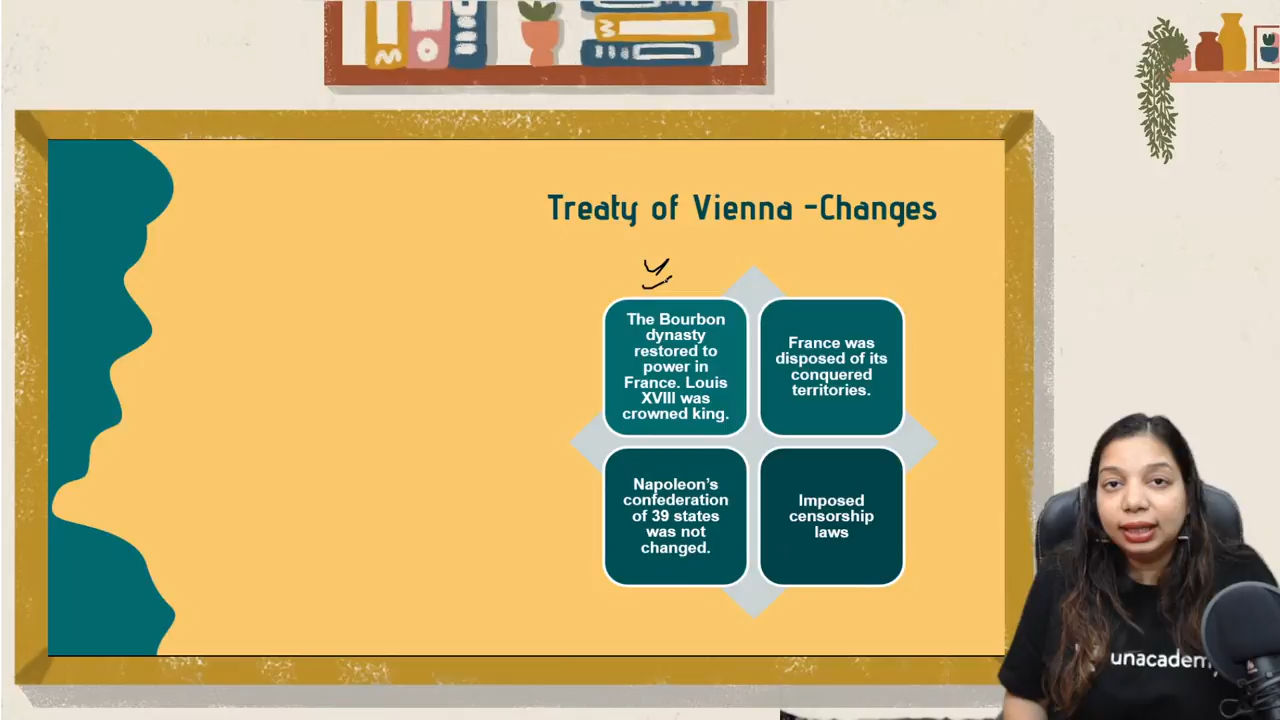 Treaty of Vienna -Changes
The Bourbon
dynasty
restored to
power in
France. Louis
XVIII was
crowned king.
France was
disposed of its
conquered
territories.
Napoleon's
confederation
of 39 states
was not
changed.
Imposed
censorship
laws
unacademy